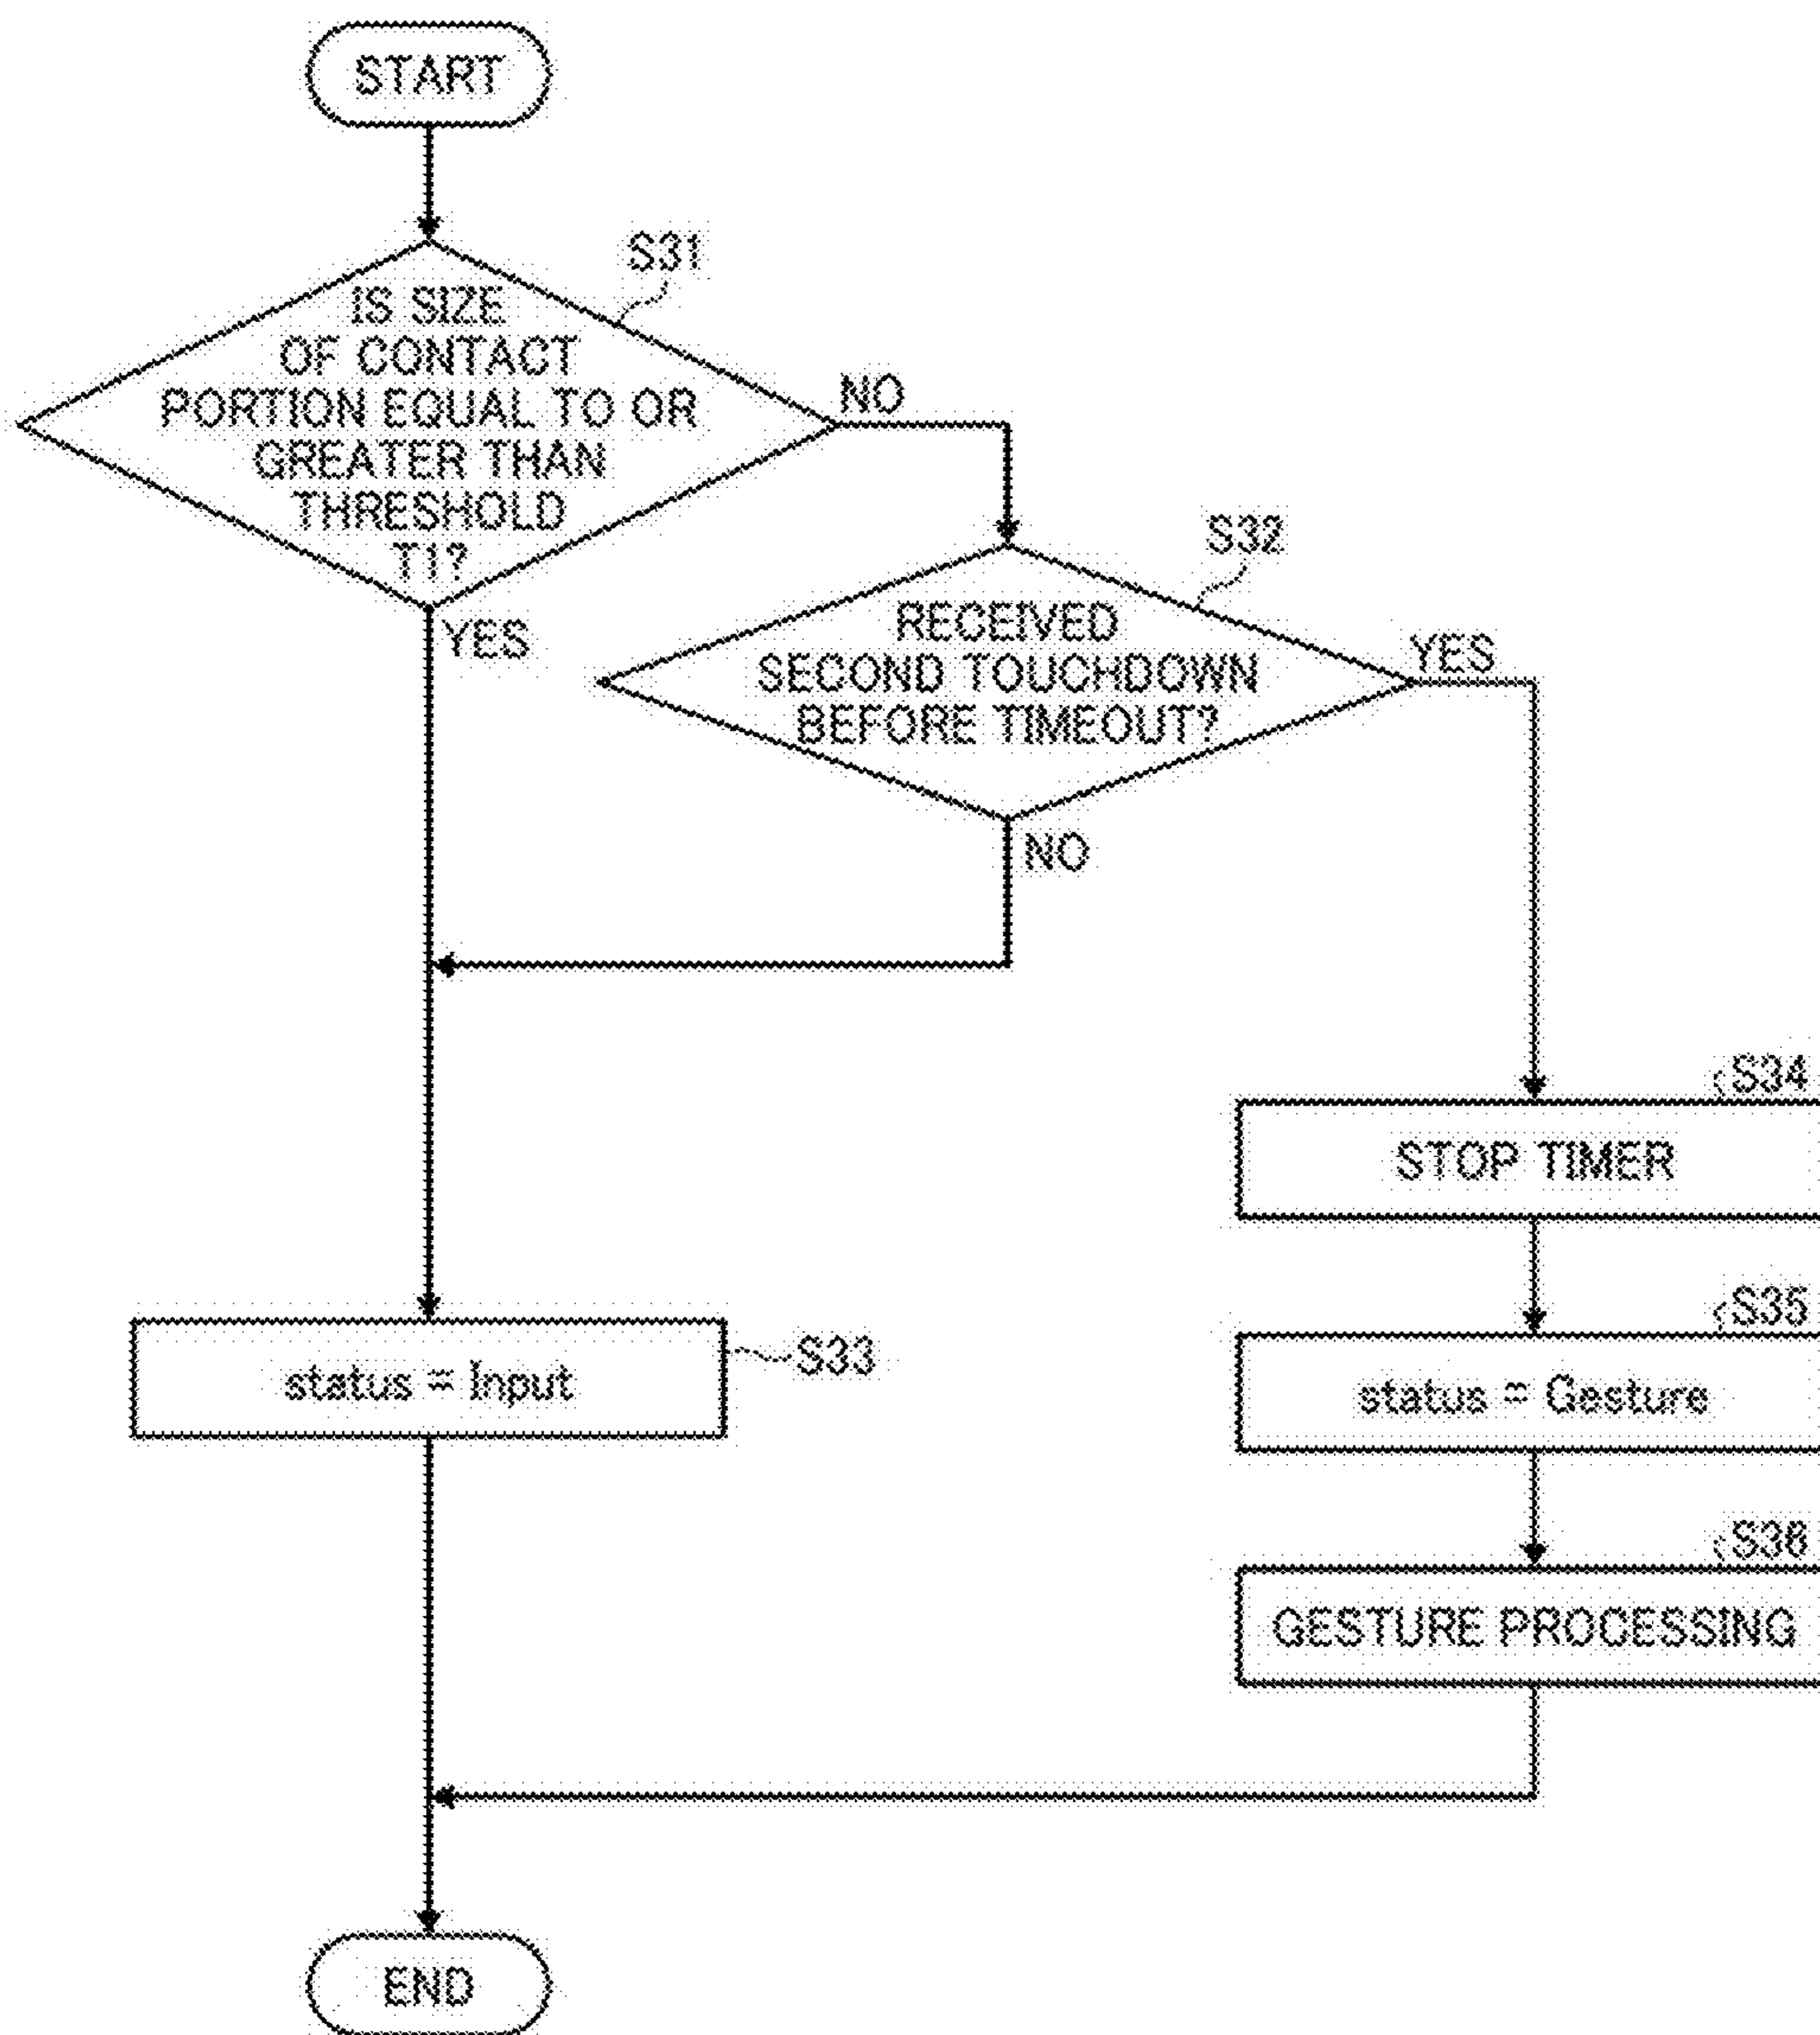 START
S31
IS SIZE
OF CONTACT
PORTION EQUAL TO OR
GREATER THAN
THRESHOLD
T1?
NO
YES
S32
RECEIVED
SECOND TOUCHDOWN
BEFORE TIMEOUT?
YES
NO
S34
STOP TIMER
S35
status = Gesture
S33
status = Input
S36
GESTURE PROCESSING
END